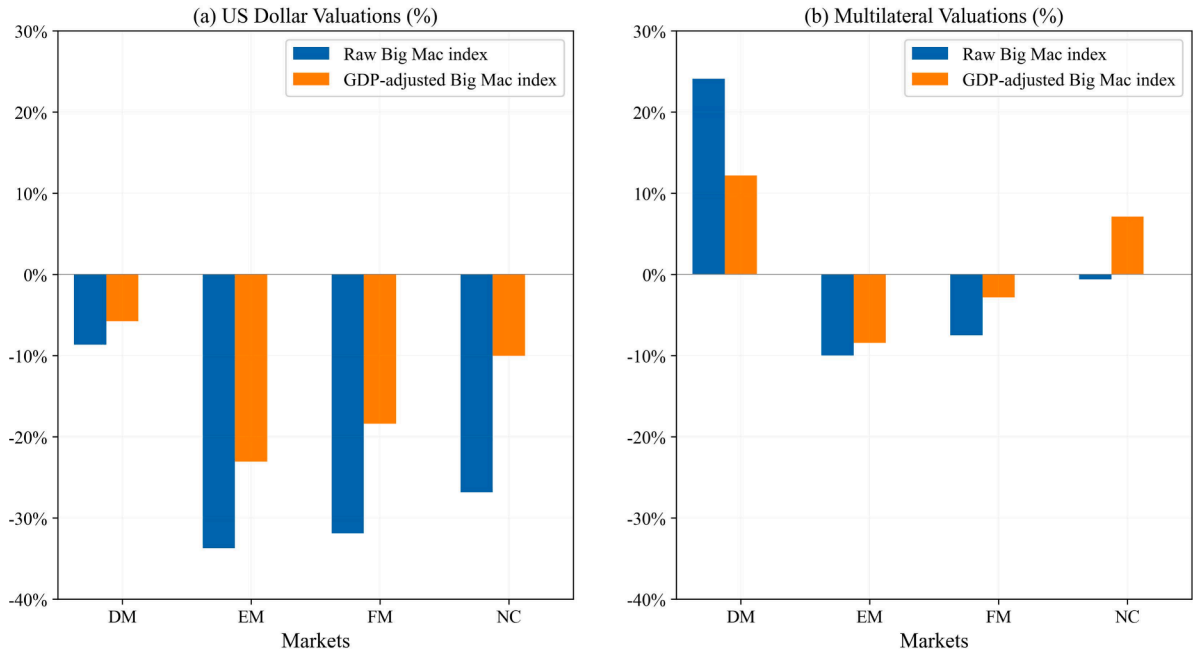 (a) US Dollar Valuations (%)
30%
20%
10%
0%
-10%
-20%
-30%
-40%
Raw Big Mac index
GDP-adjusted Big Mac index
DM EM FM NC
Markets
(b) Multilateral Valuations (%)
30%
20%
10%
0%
-10%
-20%
-30%
-40%
Raw Big Mac index
GDP-adjusted Big Mac index
DM EM FM NC
Markets